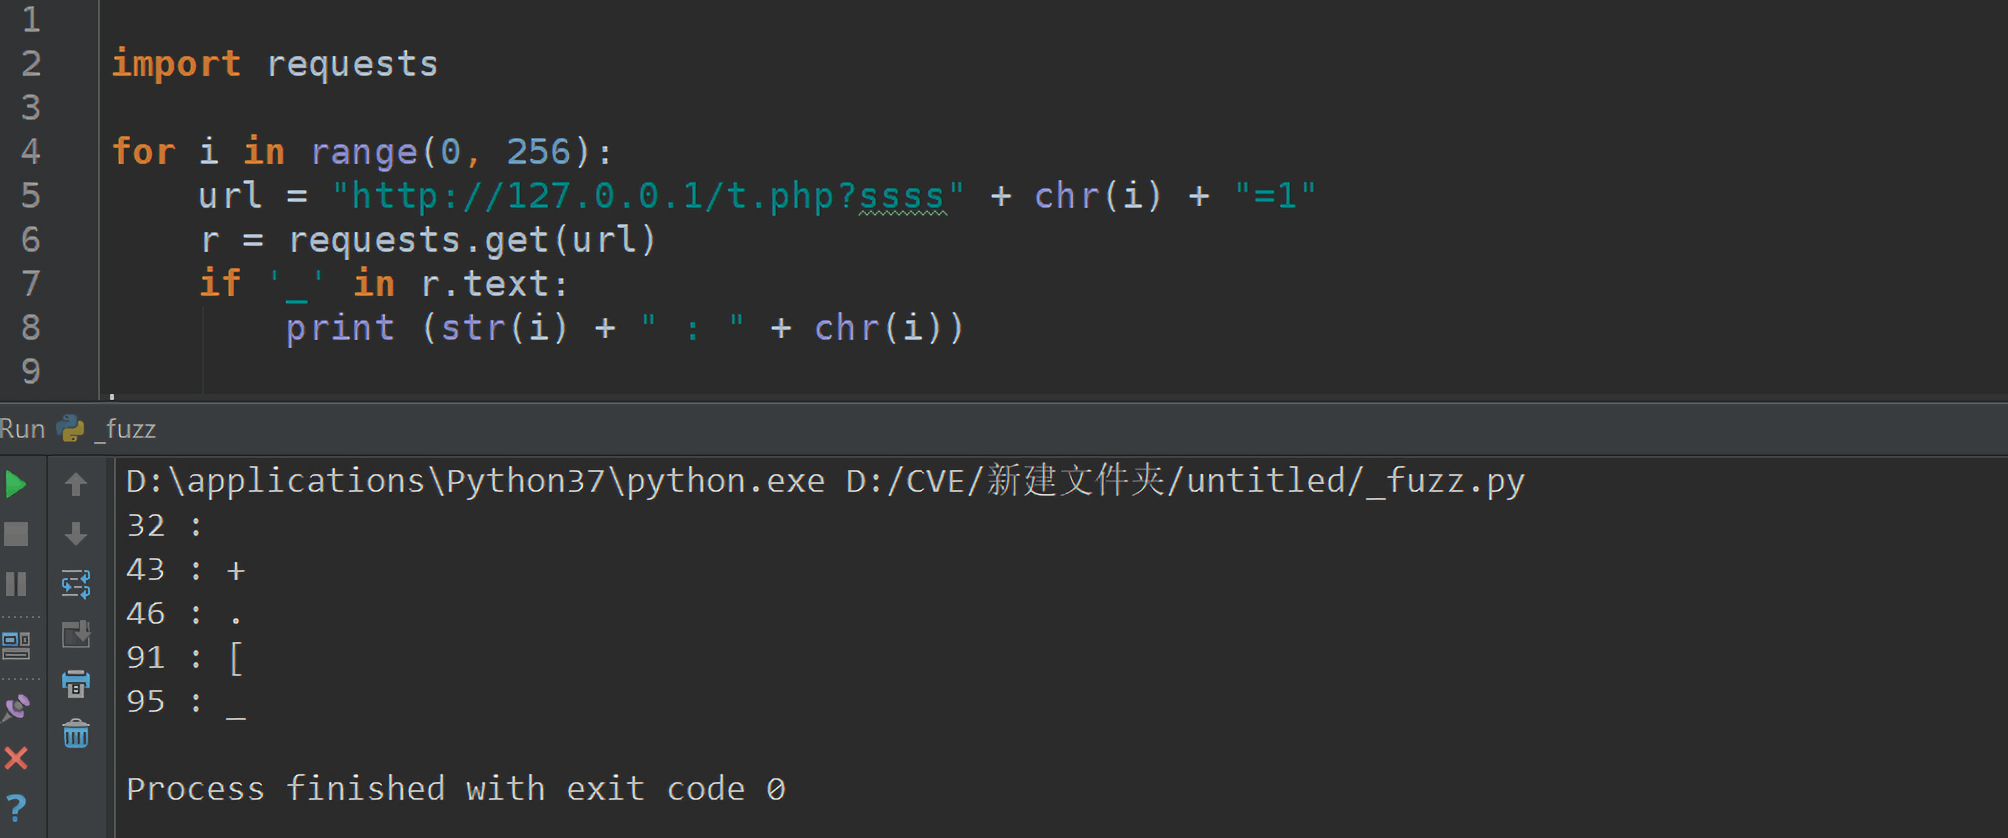 1
2 import requests
3
4 for i in range(0, 256):
5 url = "http://127.0.0.1/t.php?ssss" + chr(i) + "=1"
6 r = requests.get(url)
7 if '_' in r.text:
8 print (str(i) + " : " + chr(i))
9
Run _fuzz
D:\applications\Python37\python.exe D:/CVE/新建文件夹/untitled/_fuzz.py
32 :
43 : +
46 : .
91 : [
95 : _
Process finished with exit code 0